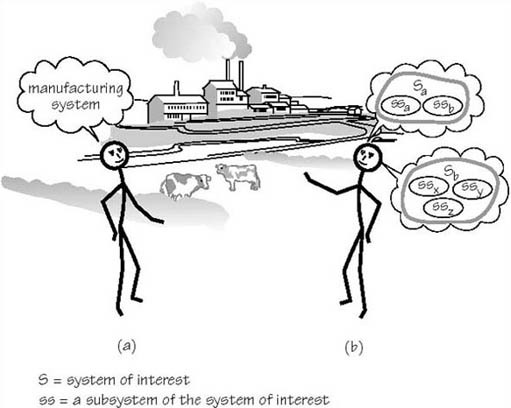 manufacturing
system
Sa
ssa ssb
Sb
ssx ssy
ssz
(a) (b)
S = system of interest
ss = a subsystem of the system of interest